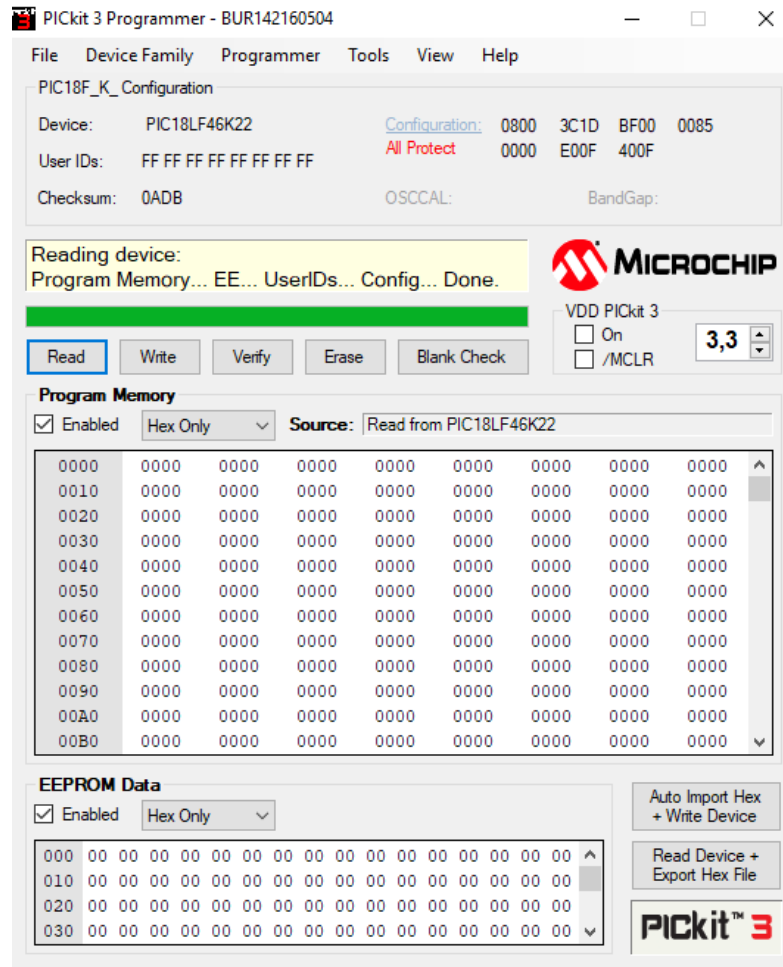 PICkit 3 Programmer - BUR142160504
File Device Family Programmer Tools View Help
PIC18F_K_ Configuration
Device: PIC18LF46K22 Configuration: 0800 3C1D BF00 0085
All Protect 0000 E00F 400F
User IDs: FF FF FF FF FF FF FF FF
Checksum: 0ADB OSCCAL: BandGap:
Reading device:
Program Memory... EE... UserIDs... Config... Done.
MICROCHIP
VDD PICkit 3
On
/MCLR
3,3
Read Write Verify Erase Blank Check
Program Memory
Enabled Hex Only Source: Read from PIC18LF46K22
0000 0000 0000 0000 0000 0000 0000 0000 0000
0010 0000 0000 0000 0000 0000 0000 0000 0000
0020 0000 0000 0000 0000 0000 0000 0000 0000
0030 0000 0000 0000 0000 0000 0000 0000 0000
0040 0000 0000 0000 0000 0000 0000 0000 0000
0050 0000 0000 0000 0000 0000 0000 0000 0000
0060 0000 0000 0000 0000 0000 0000 0000 0000
0070 0000 0000 0000 0000 0000 0000 0000 0000
0080 0000 0000 0000 0000 0000 0000 0000 0000
0090 0000 0000 0000 0000 0000 0000 0000 0000
00A0 0000 0000 0000 0000 0000 0000 0000 0000
00B0 0000 0000 0000 0000 0000 0000 0000 0000
EEPROM Data
Enabled Hex Only
000 00 00 00 00 00 00 00 00 00 00 00 00 00 00 00 00
010 00 00 00 00 00 00 00 00 00 00 00 00 00 00 00 00
020 00 00 00 00 00 00 00 00 00 00 00 00 00 00 00 00
030 00 00 00 00 00 00 00 00 00 00 00 00 00 00 00 00
Auto Import Hex
+ Write Device
Read Device +
Export Hex File
PICkit™ 3